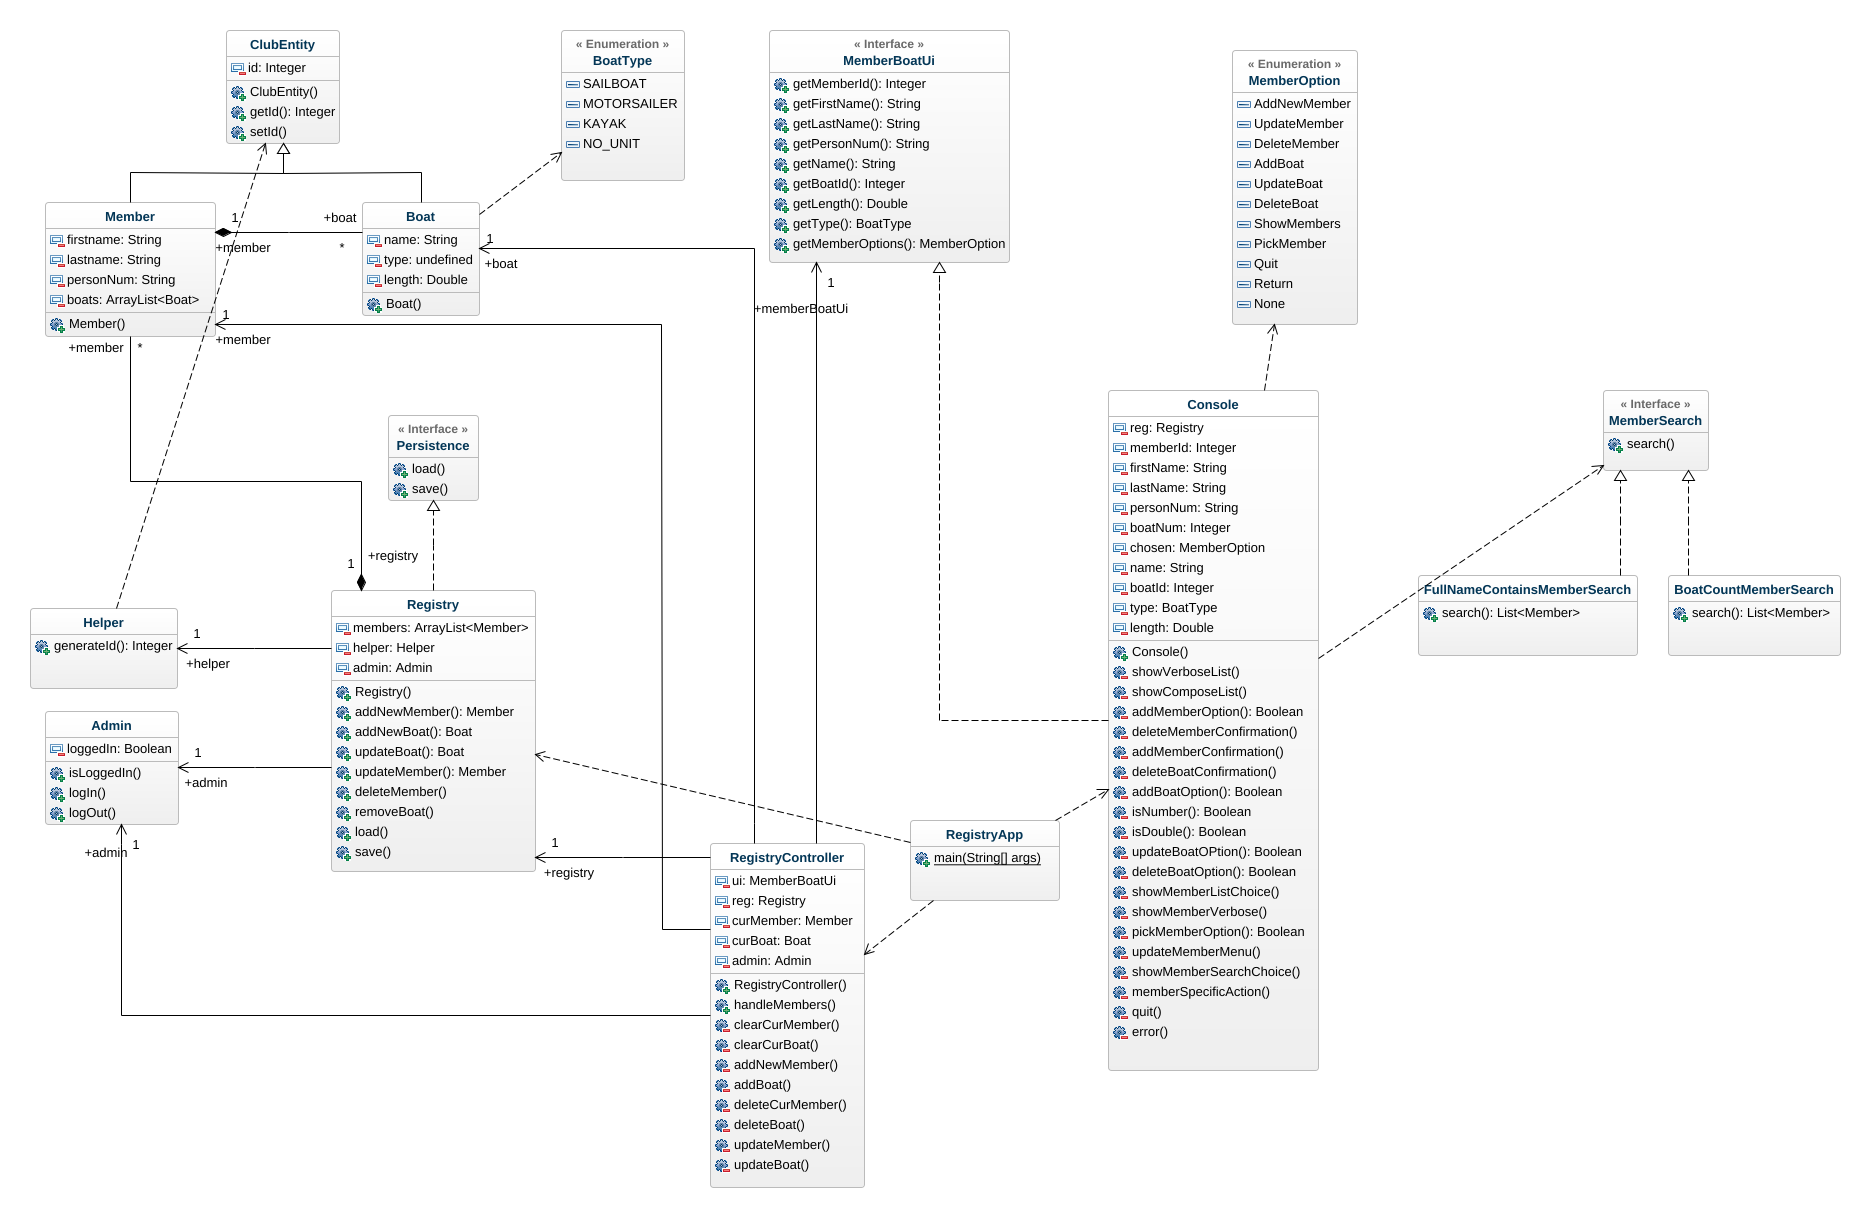 ClubEntity
id: Integer
ClubEntity()
getId(): Integer
setId()
« Enumeration »
BoatType
SAILBOAT
MOTORSAILER
KAYAK
NO_UNIT
« Interface »
MemberBoatUi
getMemberId(): Integer
getFirstName(): String
getLastName(): String
getPersonNum(): String
getName(): String
getBoatId(): Integer
getLength(): Double
getType(): BoatType
getMemberOptions(): MemberOption
« Enumeration »
MemberOption
AddNewMember
UpdateMember
DeleteMember
AddBoat
UpdateBoat
DeleteBoat
ShowMembers
PickMember
Quit
Return
None
Member
firstname: String
lastname: String
personNum: String
boats: ArrayList<Boat>
Member()
1
+member
+boat
*
Boat
name: String
type: undefined
length: Double
Boat()
1
+boat
1
+member
+member
*
1
+memberBoatUi
« Interface »
Persistence
load()
save()
1
+registry
Console
reg: Registry
memberId: Integer
firstName: String
lastName: String
personNum: String
boatNum: Integer
chosen: MemberOption
name: String
boatId: Integer
type: BoatType
length: Double
Console()
showVerboseList()
showComposeList()
addMemberOption(): Boolean
deleteMemberConfirmation()
addMemberConfirmation()
deleteBoatConfirmation()
addBoatOption(): Boolean
isNumber(): Boolean
isDouble(): Boolean
updateBoatOPtion(): Boolean
deleteBoatOption(): Boolean
showMemberListChoice()
showMemberVerbose()
pickMemberOption(): Boolean
updateMemberMenu()
showMemberSearchChoice()
memberSpecificAction()
quit()
error()
« Interface »
MemberSearch
search()
FullNameContainsMemberSearch
search(): List<Member>
BoatCountMemberSearch
search(): List<Member>
Helper
generateId(): Integer
1
+helper
Registry
members: ArrayList<Member>
helper: Helper
admin: Admin
Registry()
addNewMember(): Member
addNewBoat(): Boat
updateBoat(): Boat
updateMember(): Member
deleteMember()
removeBoat()
load()
save()
Admin
loggedIn: Boolean
isLoggedIn()
logIn()
logOut()
1
+admin
1
+admin
1
+registry
RegistryApp
main(String[] args)
RegistryController
ui: MemberBoatUi
reg: Registry
curMember: Member
curBoat: Boat
admin: Admin
RegistryController()
handleMembers()
clearCurMember()
clearCurBoat()
addNewMember()
addBoat()
deleteCurMember()
deleteBoat()
updateMember()
updateBoat()